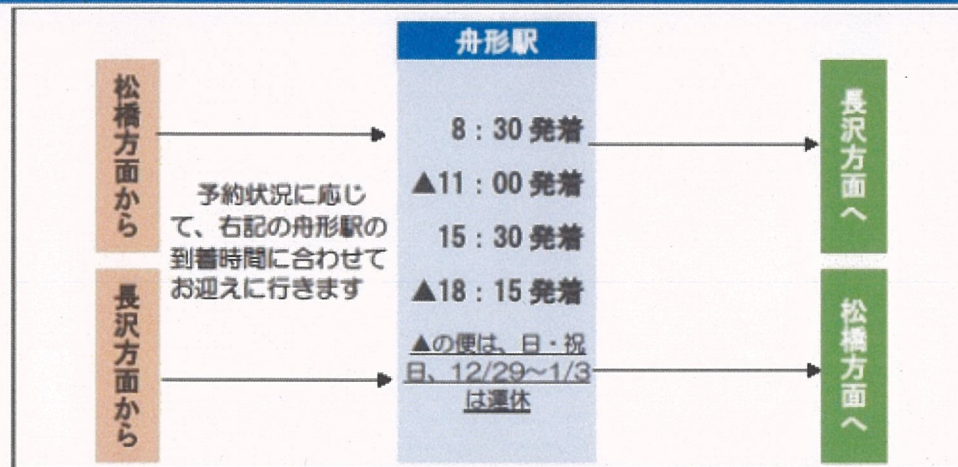 舟形駅
松橋方面から
8：30 発着
▲11：00 発着
15：30 発着
▲18：15 発着
▲の便は、日・祝
日、12/29～1/3
は運休
予約状況に応じ
て、右記の舟形駅の
到着時間に合わせて
お迎えに行きます
長沢方面から
長沢方面へ
松橋方面へ